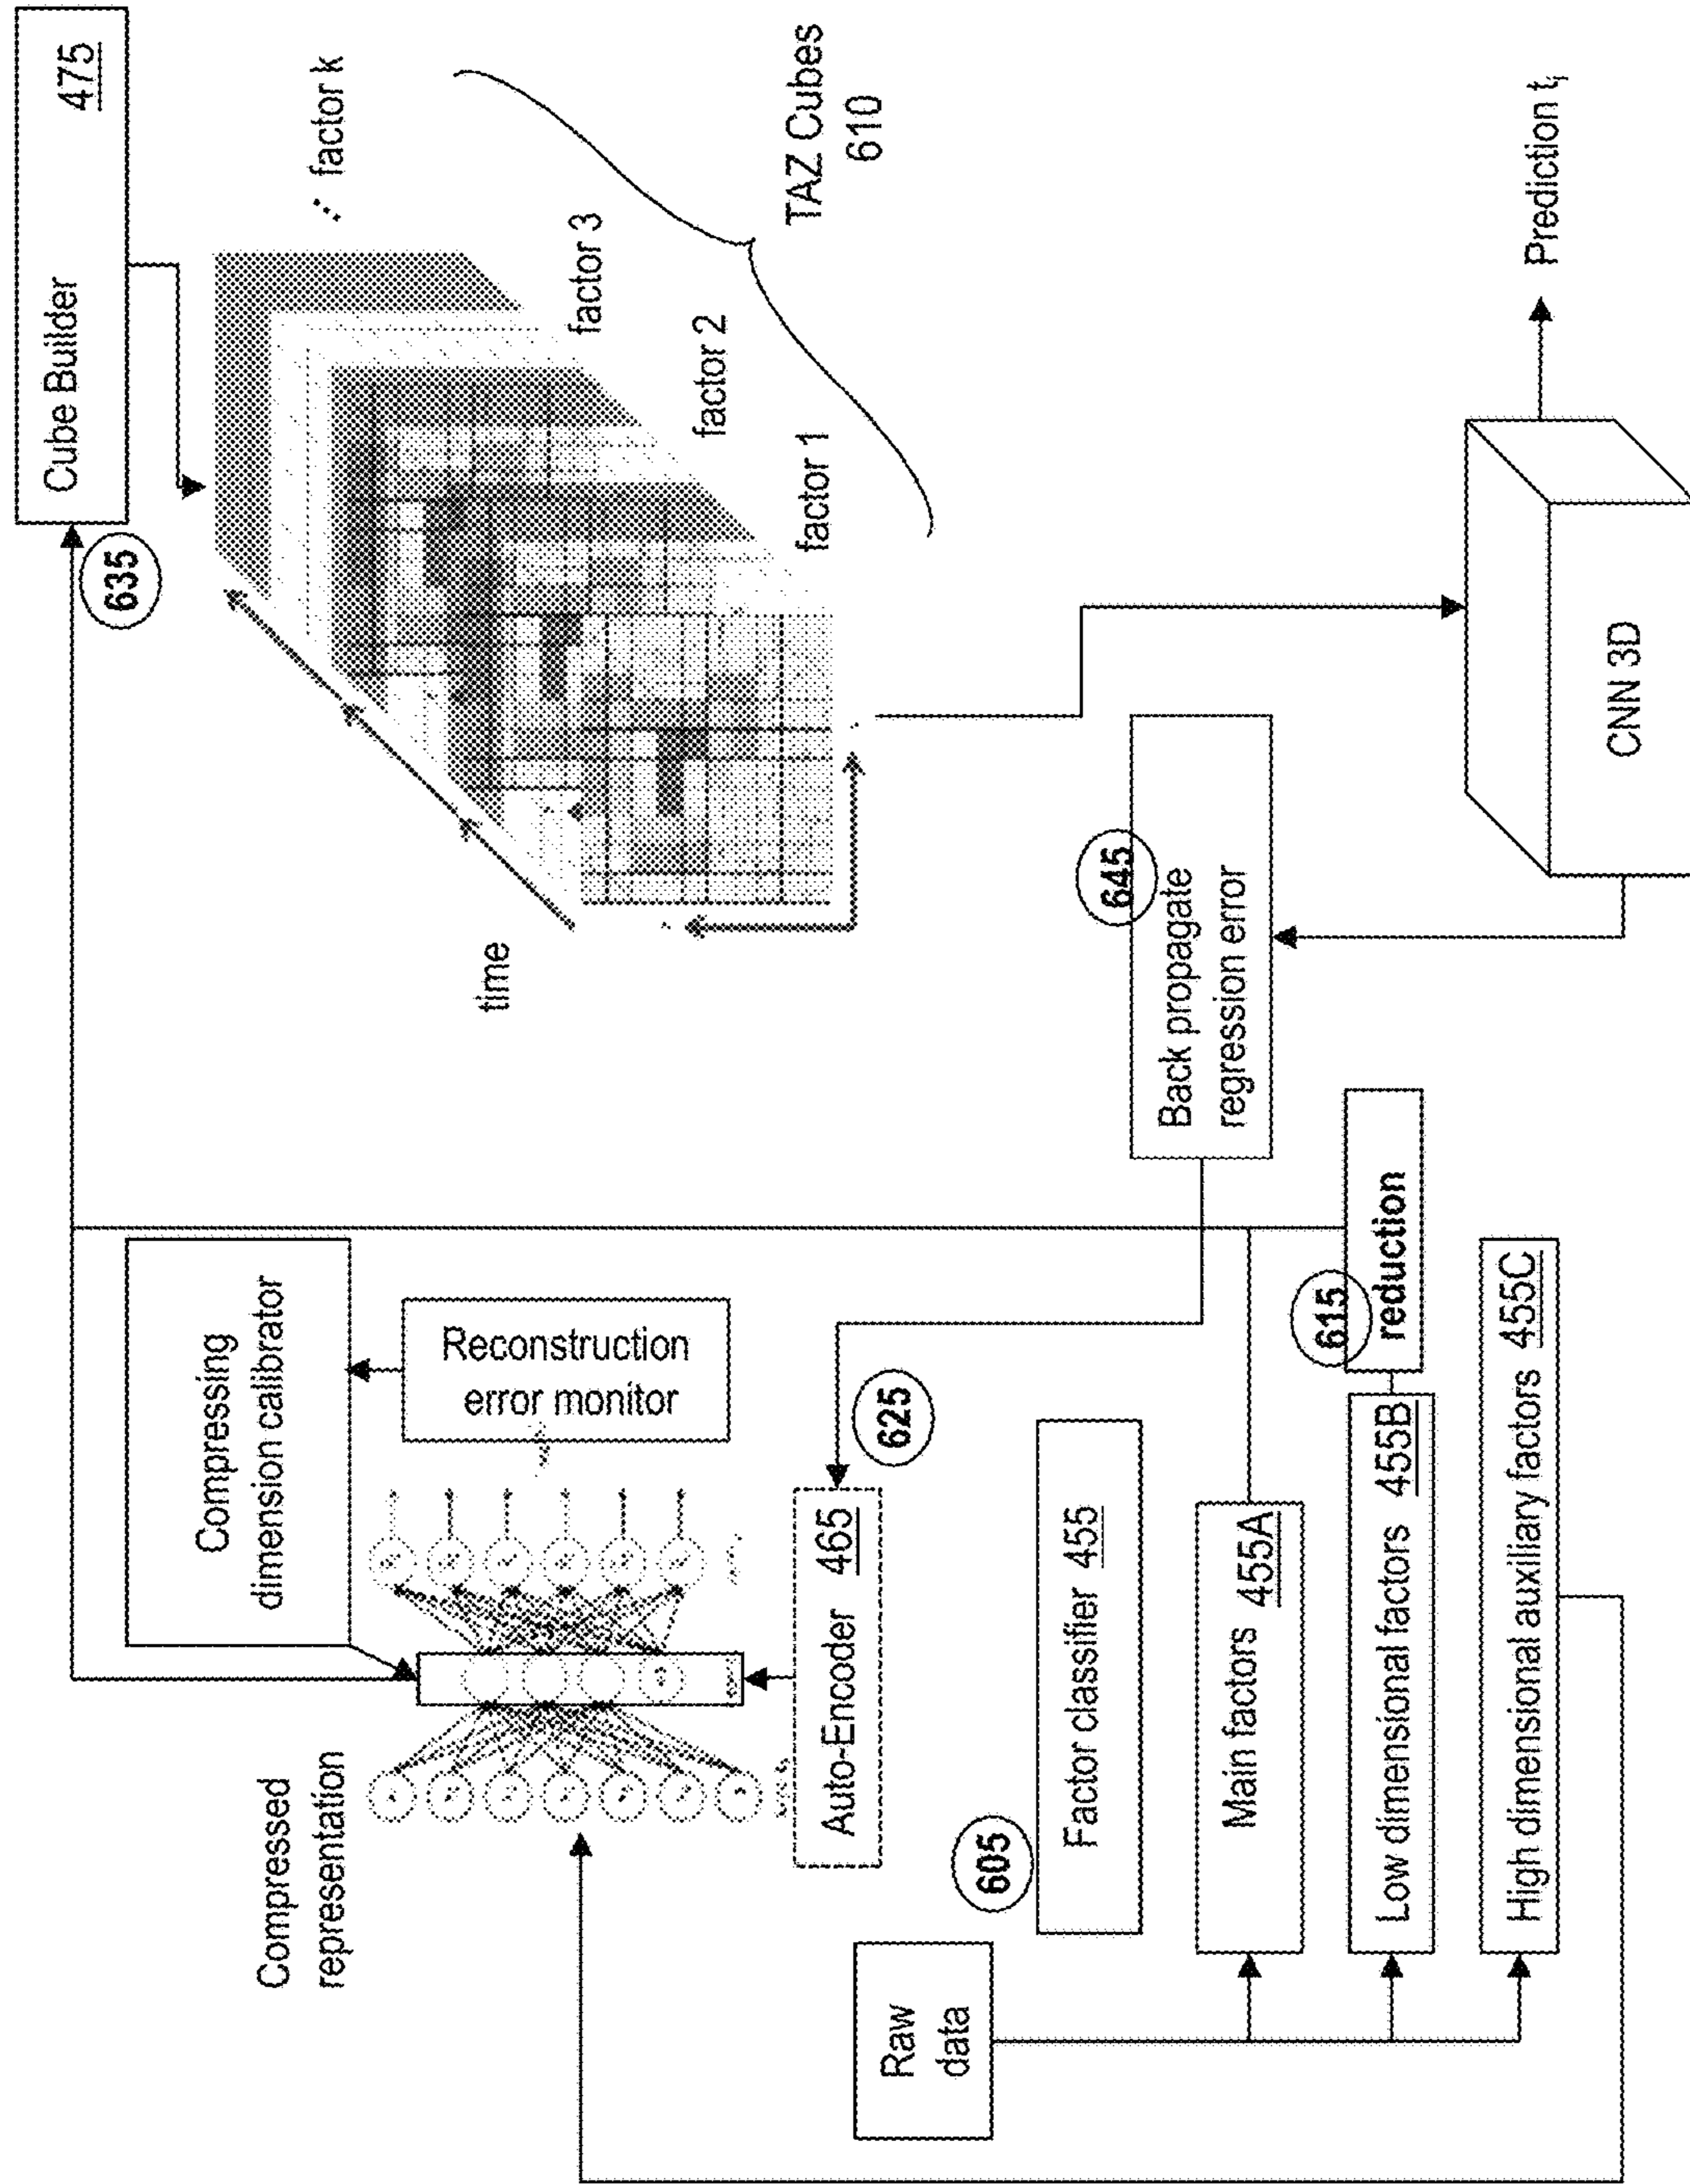 Compressed
representation
Compressing
dimension calibrator
Reconstruction
error monitor
Auto-Encoder 465
625
635
Cube Builder 475
time
factor 1
factor 2
factor 3
factor k
TAZ Cubes
610
605
Raw
data
Factor classifier 455
Main factors 455A
Low dimensional factors 455B
High dimensional auxiliary factors 455C
615
reduction
645
Back propagate
regression error
CNN 3D
Prediction tᵢ